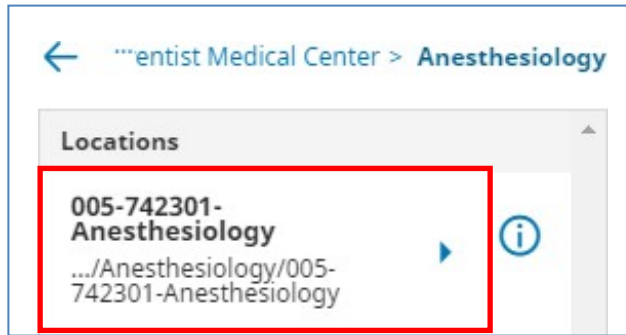 ···entist Medical Center > Anesthesiology
Locations
005-742301-
Anesthesiology
.../Anesthesiology/005-
742301-Anesthesiology